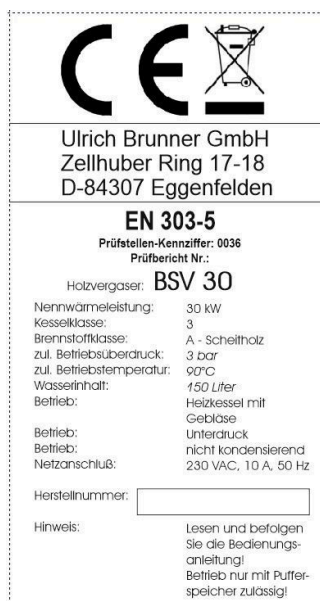 CE
Ulrich Brunner GmbH
Zellhuber Ring 17-18
D-84307 Eggenfelden
EN 303-5
Prüfstellen-Kennziffer: 0036
Prüfbericht Nr.:
Holzvergaser: BSV 30
Nennwärmeleistung: 30 kW
Kesselklasse: 3
Brennstoffklasse: A - Scheitholz
zul. Betriebsüberdruck: 3 bar
zul. Betriebstemperatur: 90°C
Wasserinhalt: 150 Liter
Betrieb: Heizkessel mit
Gebläse
Betrieb: Unterdruck
Betrieb: nicht kondensierend
Netzanschluß: 230 VAC, 10 A, 50 Hz
Herstellnummer:
Hinweis: Lesen und befolgen
Sie die Bedienungs-
anleitung!
Betrieb nur mit Puffer-
speicher zulässig!